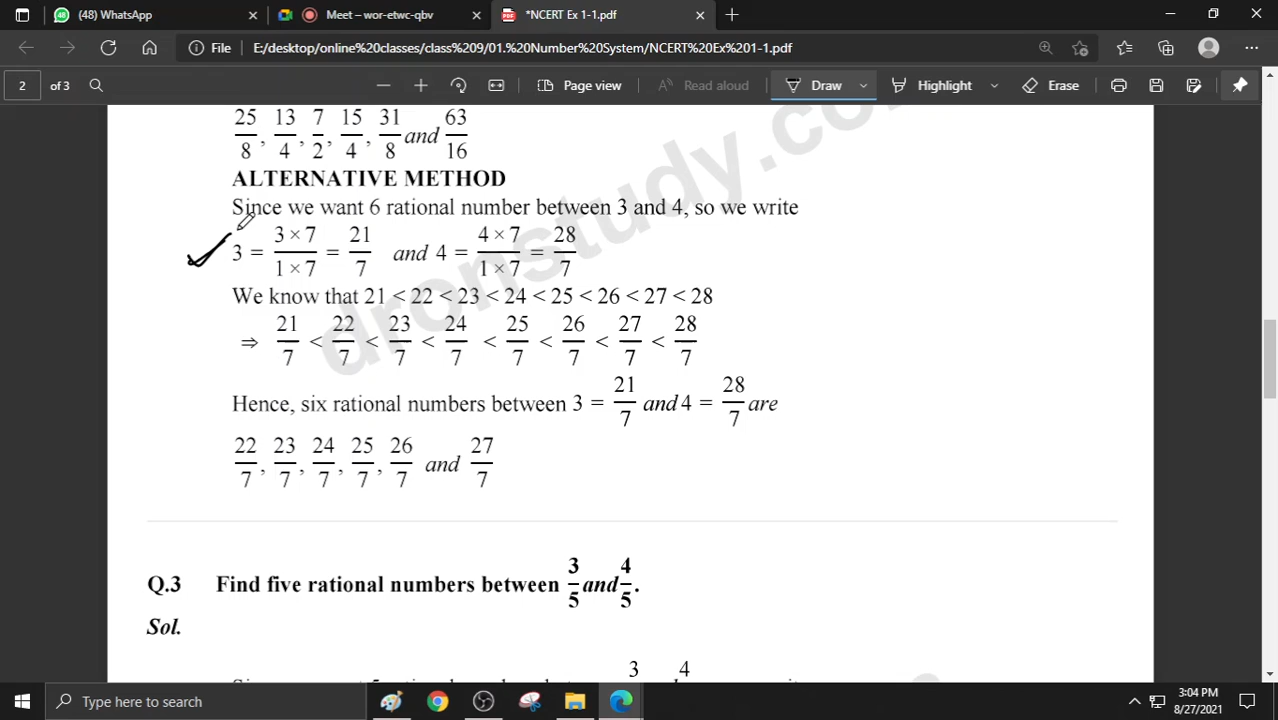 (48) WhatsApp
Meet – wor-etwc-qbv
*NCERT Ex 1-1.pdf
File E:/desktop/online%20classes/class%209/01.%20Number%20System/NCERT%20Ex%201-1.pdf
2 of 3 Page view Read aloud Draw Highlight Erase
25/8, 13/4, 7/2, 15/4, 31/8 and 63/16
ALTERNATIVE METHOD
Since we want 6 rational number between 3 and 4, so we write
3 = 3 × 7/1 × 7 = 21/7 and 4 = 4 × 7/1 × 7 = 28/7
We know that 21 < 22 < 23 < 24 < 25 < 26 < 27 < 28
⇒ 21/7 < 22/7 < 23/7 < 24/7 < 25/7 < 26/7 < 27/7 < 28/7
Hence, six rational numbers between 3 = 21/7 and 4 = 28/7 are
22/7, 23/7, 24/7, 25/7, 26/7 and 27/7
dronstudy.com
Q.3 Find five rational numbers between 3/5 and 4/5.
Sol.
3 4
Type here to search
3:04 PM
8/27/2021